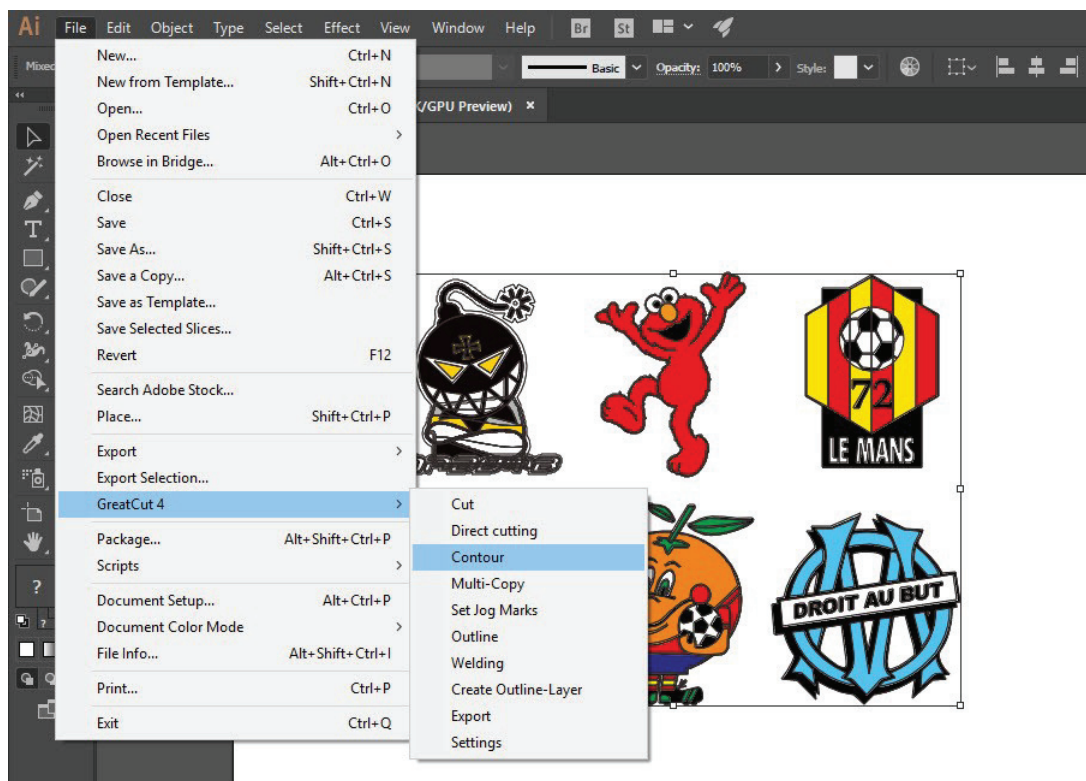 Ai File Edit Object Type Select Effect View Window Help Br St
Mixed Basic Opacity: 100% Style:
/GPU Preview) ×
New... Ctrl+N
New from Template... Shift+Ctrl+N
Open... Ctrl+O
Open Recent Files
Browse in Bridge... Alt+Ctrl+O
Close Ctrl+W
Save Ctrl+S
Save As... Shift+Ctrl+S
Save a Copy... Alt+Ctrl+S
Save as Template...
Save Selected Slices...
Revert F12
Search Adobe Stock...
Place... Shift+Ctrl+P
Export
Export Selection...
GreatCut 4
Package... Alt+Shift+Ctrl+P
Scripts
Document Setup... Alt+Ctrl+P
Document Color Mode
File Info... Alt+Shift+Ctrl+I
Print... Ctrl+P
Exit Ctrl+Q
Cut
Direct cutting
Contour
Multi-Copy
Set Jog Marks
Outline
Welding
Create Outline-Layer
Export
Settings
72
LE MANS
DROIT AU BUT